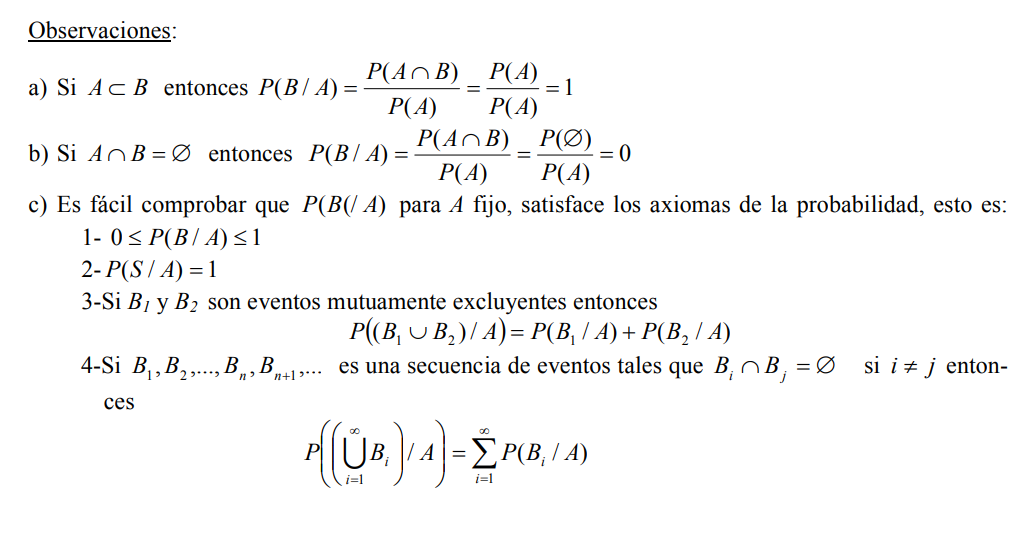 Observaciones:
a) Si A ⊂ B entonces P(B / A) = P(A ∩ B) / P(A) = P(A) / P(A) = 1
b) Si A ∩ B = ∅ entonces P(B / A) = P(A ∩ B) / P(A) = P(∅) / P(A) = 0
c) Es fácil comprobar que P(B(/ A) para A fijo, satisface los axiomas de la probabilidad, esto es:
1- 0 ≤ P(B / A) ≤ 1
2- P(S / A) = 1
3-Si B₁ y B₂ son eventos mutuamente excluyentes entonces
P((B₁ ∪ B₂) / A) = P(B₁ / A) + P(B₂ / A)
4-Si B₁, B₂,..., Bₙ, Bₙ₊₁,... es una secuencia de eventos tales que Bᵢ ∩ Bⱼ = ∅ si i ≠ j enton-
ces
P((⋃_{i=1}^{∞} Bᵢ) / A) = ∑_{i=1}^{∞} P(Bᵢ / A)